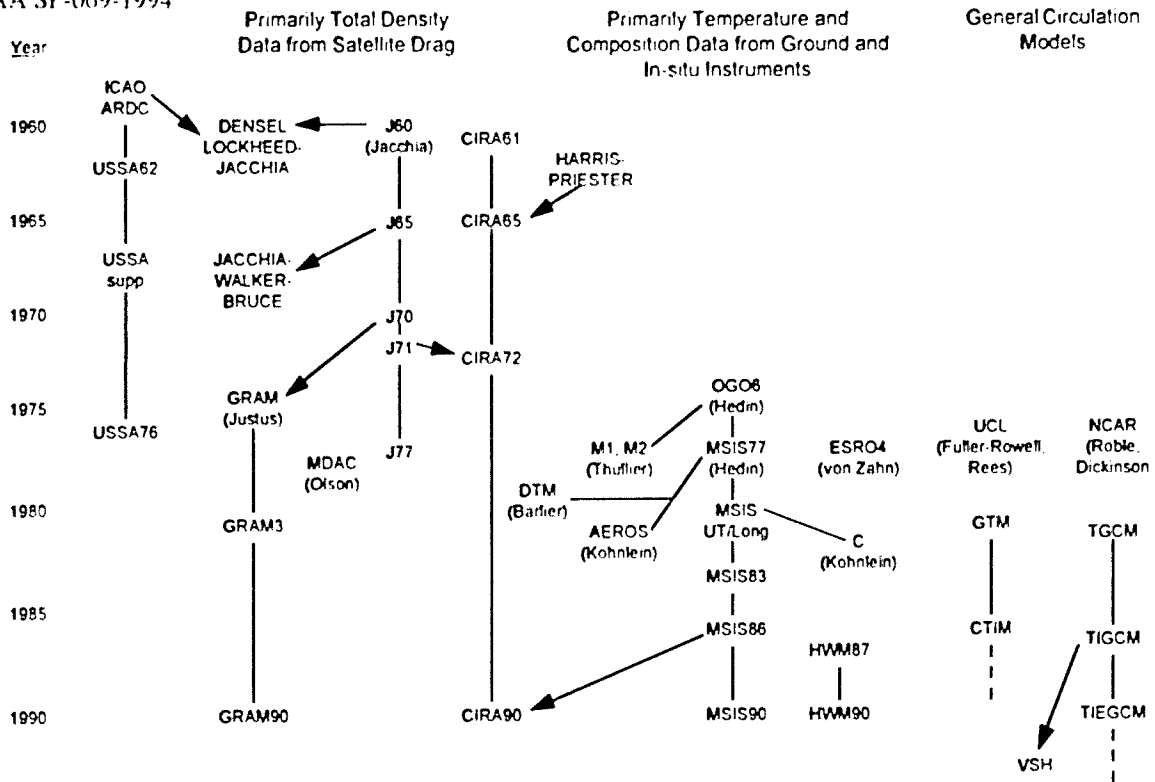 Primarily Total Density
Data from Satellite Drag
Primarily Temperature and
Composition Data from Ground and
In-situ Instruments
General Circulation
Models
Year
ICAO
ARDC
1960
DENSEL
LOCKHEED-
JACCHIA
J60
(Jacchia)
CIRA61
USSA62
HARRIS-
PRIESTER
1965
J65
CIRA65
USSA
supp
JACCHIA-
WALKER-
BRUCE
1970
J70
J71
CIRA72
1975
GRAM
(Justus)
OGO6
(Hedin)
USSA76
J77
MDAC
(Olson)
M1, M2
(Thuillier)
MSIS77
(Hedin)
ESRO4
(von Zahn)
UCL
(Fuller-Rowell,
Rees)
NCAR
(Roble,
Dickinson
DTM
(Barlier)
1980
GRAM3
AEROS
(Kohnlein)
MSIS
UT/Long
C
(Kohnlein)
GTM
TGCM
MSIS83
1985
MSIS86
CTIM
TIGCM
HWM87
1990
GRAM90
CIRA90
MSIS90
HWM90
TIEGCM
VSH